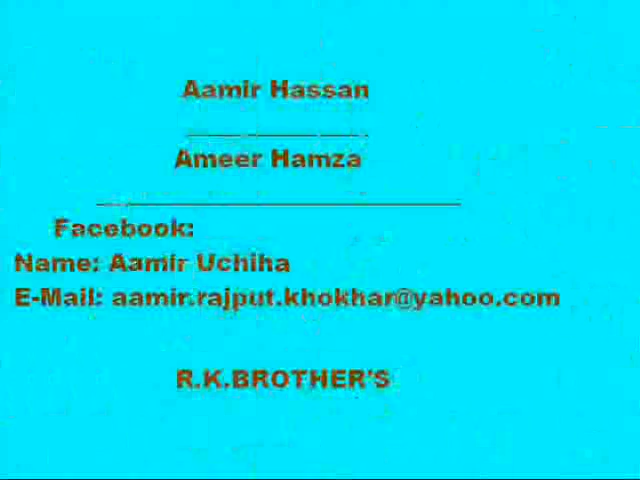 Aamir Hassan
Ameer Hamza
Facebook:
Name: Aamir Uchiha
E-Mail: aamir.rajput.khokhar@yahoo.com
R.K.BROTHER'S